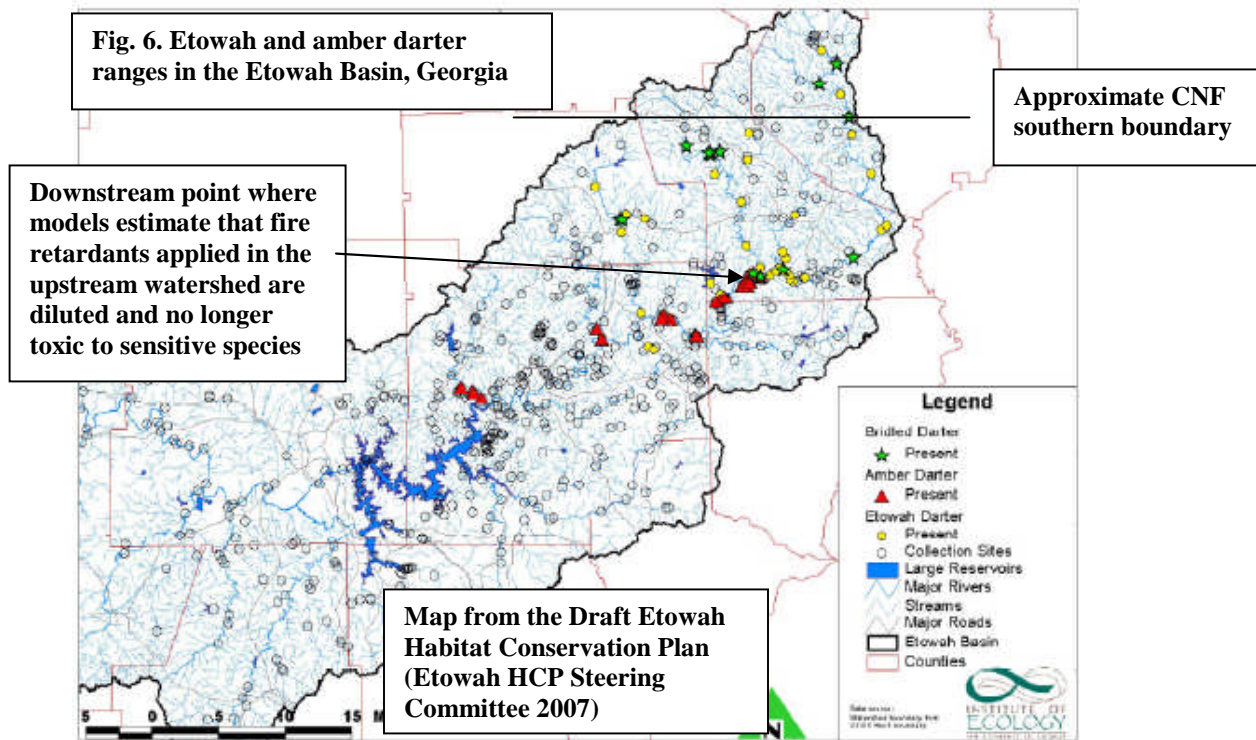 Fig. 6. Etowah and amber darter
ranges in the Etowah Basin, Georgia
Approximate CNF
southern boundary
Downstream point where
models estimate that fire
retardants applied in the
upstream watershed are
diluted and no longer
toxic to sensitive species
Legend
Bridled Darter
Present
Amber Darter
Present
Etowah Darter
Present
Collection Sites
Large Reservoirs
Major Rivers
Streams
Major Roads
Etowah Basin
Counties
Map from the Draft Etowah
Habitat Conservation Plan
(Etowah HCP Steering
Committee 2007)
5 0 5 10 15 M
N
INSTITUTE OF
ECOLOGY